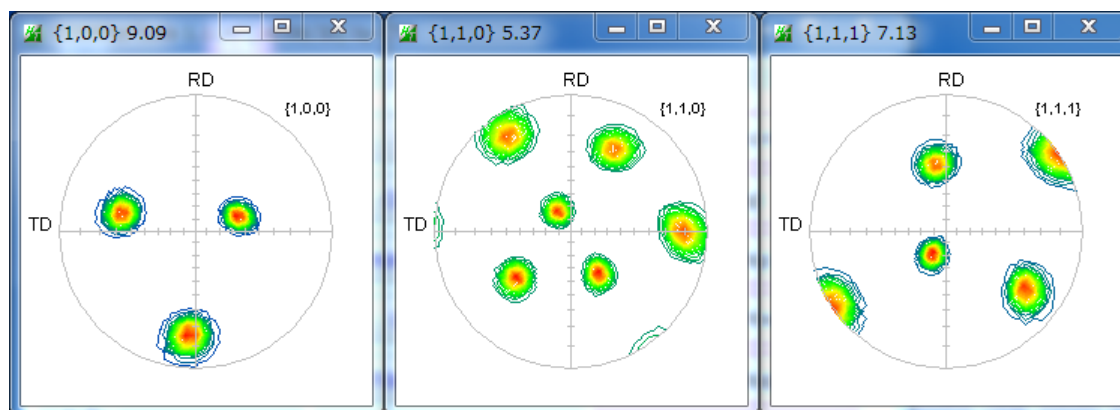 {1,0,0} 9.09
RD
{1,0,0}
TD
{1,1,0} 5.37
RD
{1,1,0}
TD
{1,1,1} 7.13
RD
{1,1,1}
TD